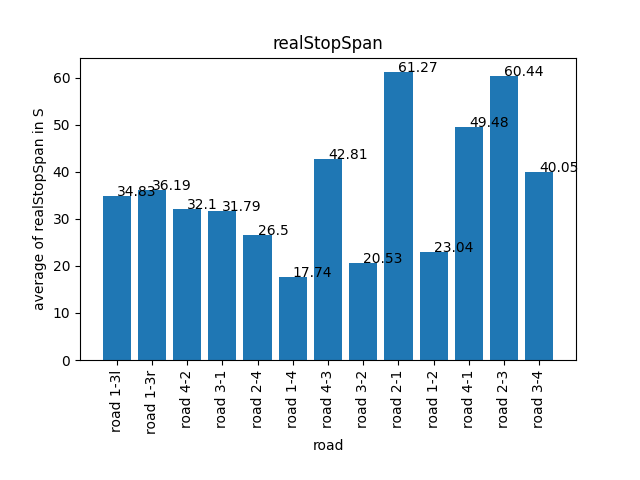 realStopSpan
average of realStopSpan in S
60
50
40
30
20
10
0
34.83
36.19
32.1
31.79
26.5
17.74
42.81
20.53
61.27
23.04
49.48
60.44
40.05
road 1-3l
road 1-3r
road 4-2
road 3-1
road 2-4
road 1-4
road 4-3
road 3-2
road 2-1
road 1-2
road 4-1
road 2-3
road 3-4
road